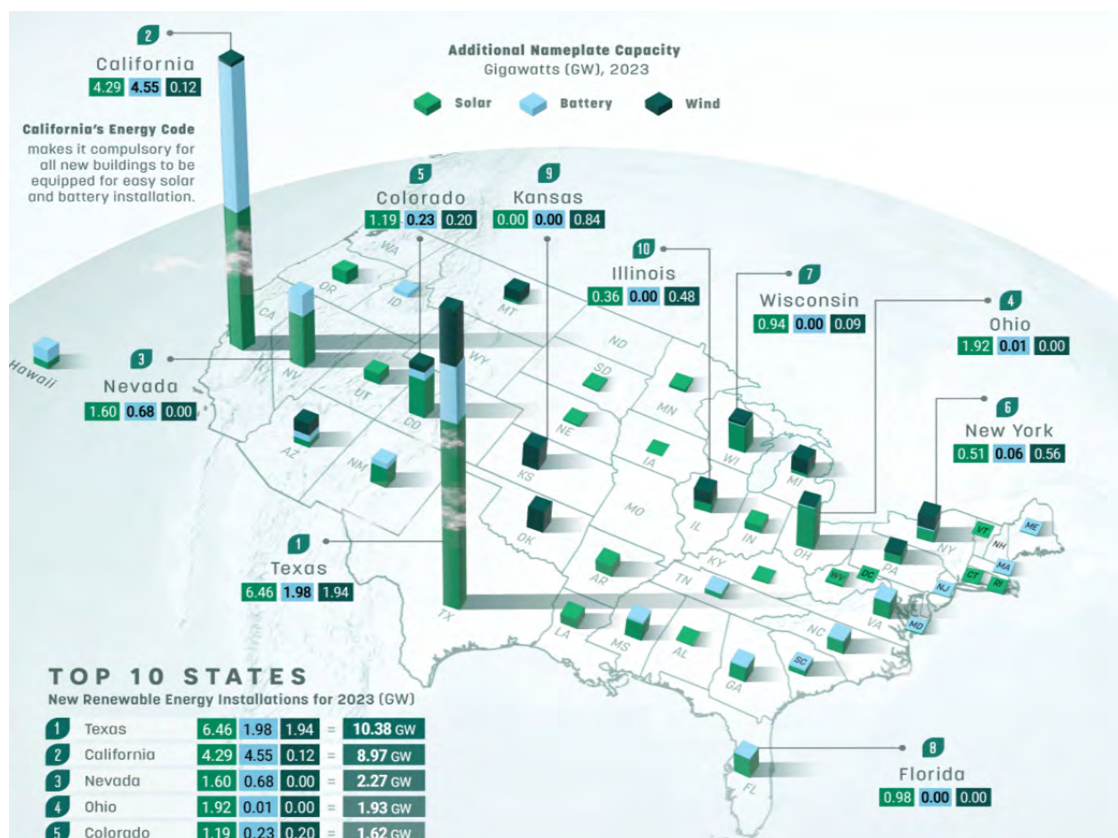 2
California
4.29 4.55 0.12
California's Energy Code
makes it compulsory for
all new buildings to be
equipped for easy solar
and battery installation.
Additional Nameplate Capacity
Gigawatts (GW), 2023
Solar Battery Wind
5
Colorado
1.19 0.23 0.20
9
Kansas
0.00 0.00 0.84
10
Illinois
0.36 0.00 0.48
7
Wisconsin
0.94 0.00 0.09
4
Ohio
1.92 0.01 0.00
3
Nevada
1.60 0.68 0.00
6
New York
0.51 0.06 0.56
1
Texas
6.46 1.98 1.94
8
Florida
0.98 0.00 0.00
Hawaii
WA
OR
ID
MT
ND
CA
NV
UT
WY
CO
SD
MN
NE
IA
WI
MI
AZ
NM
KS
MO
IL
IN
OH
PA
NY
VT
NH
ME
MA
CT
RI
NJ
MD
DC
WV
VA
KY
TN
NC
SC
OK
AR
TX
LA
MS
AL
GA
FL
TOP 10 STATES
New Renewable Energy Installations for 2023 (GW)
1 Texas 6.46 1.98 1.94 = 10.38 GW
2 California 4.29 4.55 0.12 = 8.97 GW
3 Nevada 1.60 0.68 0.00 = 2.27 GW
4 Ohio 1.92 0.01 0.00 = 1.93 GW
5 Colorado 1.19 0.23 0.20 = 1.62 GW